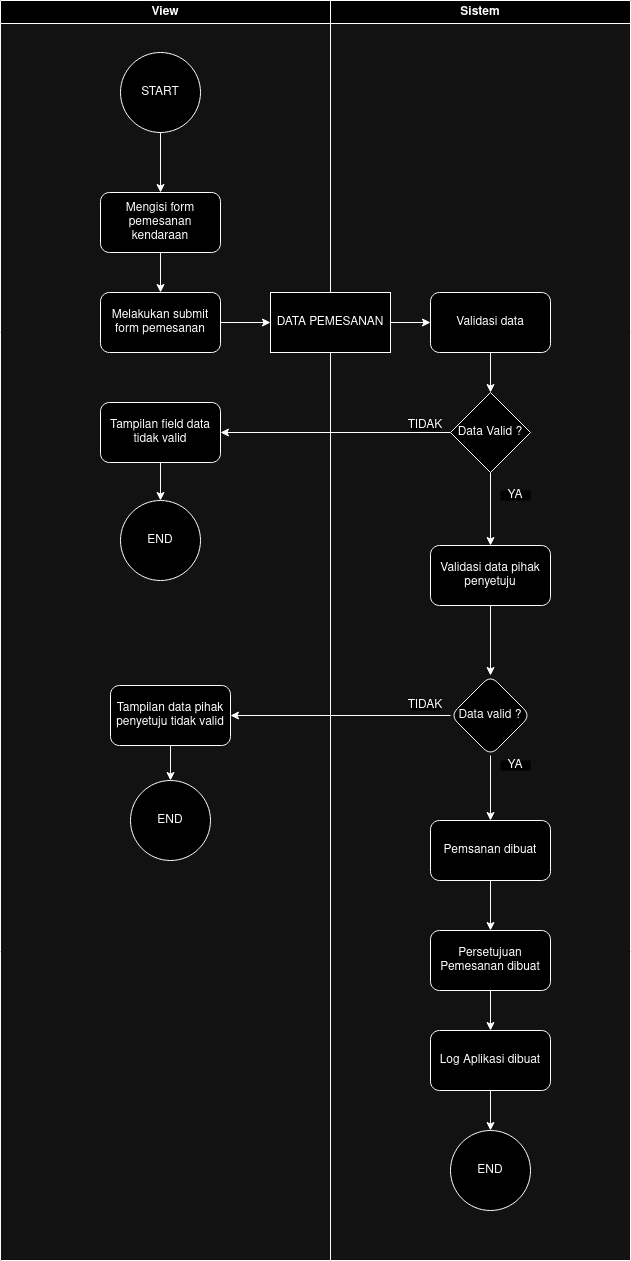 View
Sistem
START
Mengisi form
pemesanan
kendaraan
Melakukan submit
form pemesanan
DATA PEMESANAN
Validasi data
Tampilan field data
tidak valid
TIDAK
Data Valid ?
YA
END
Validasi data pihak
penyetuju
Tampilan data pihak
penyetuju tidak valid
TIDAK
Data valid ?
YA
END
Pemsanan dibuat
Persetujuan
Pemesanan dibuat
Log Aplikasi dibuat
END